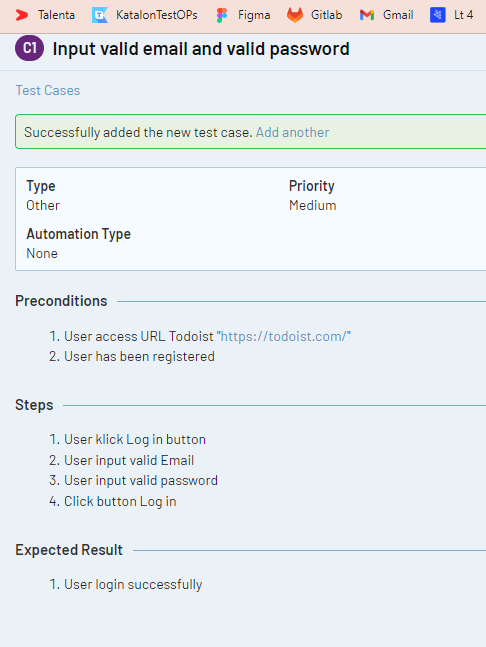 Talenta KatalonTestOPs Figma Gitlab Gmail Lt 4
C1 Input valid email and valid password
Test Cases
Successfully added the new test case. Add another
Type Priority
Other Medium
Automation Type
None
Preconditions
1. User access URL Todoist "https://todoist.com/"
2. User has been registered
Steps
1. User klick Log in button
2. User input valid Email
3. User input valid password
4. Click button Log in
Expected Result
1. User login successfully